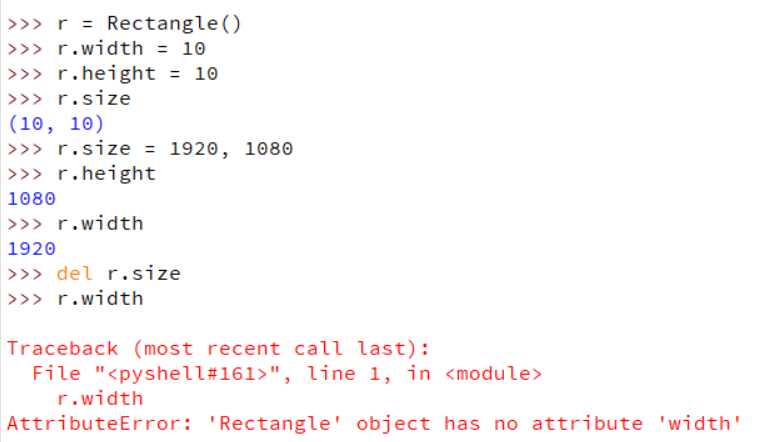 >>> r = Rectangle()
>>> r.width = 10
>>> r.height = 10
>>> r.size
(10, 10)
>>> r.size = 1920, 1080
>>> r.height
1080
>>> r.width
1920
>>> del r.size
>>> r.width
Traceback (most recent call last):
  File "<pyshell#161>", line 1, in <module>
    r.width
AttributeError: 'Rectangle' object has no attribute 'width'